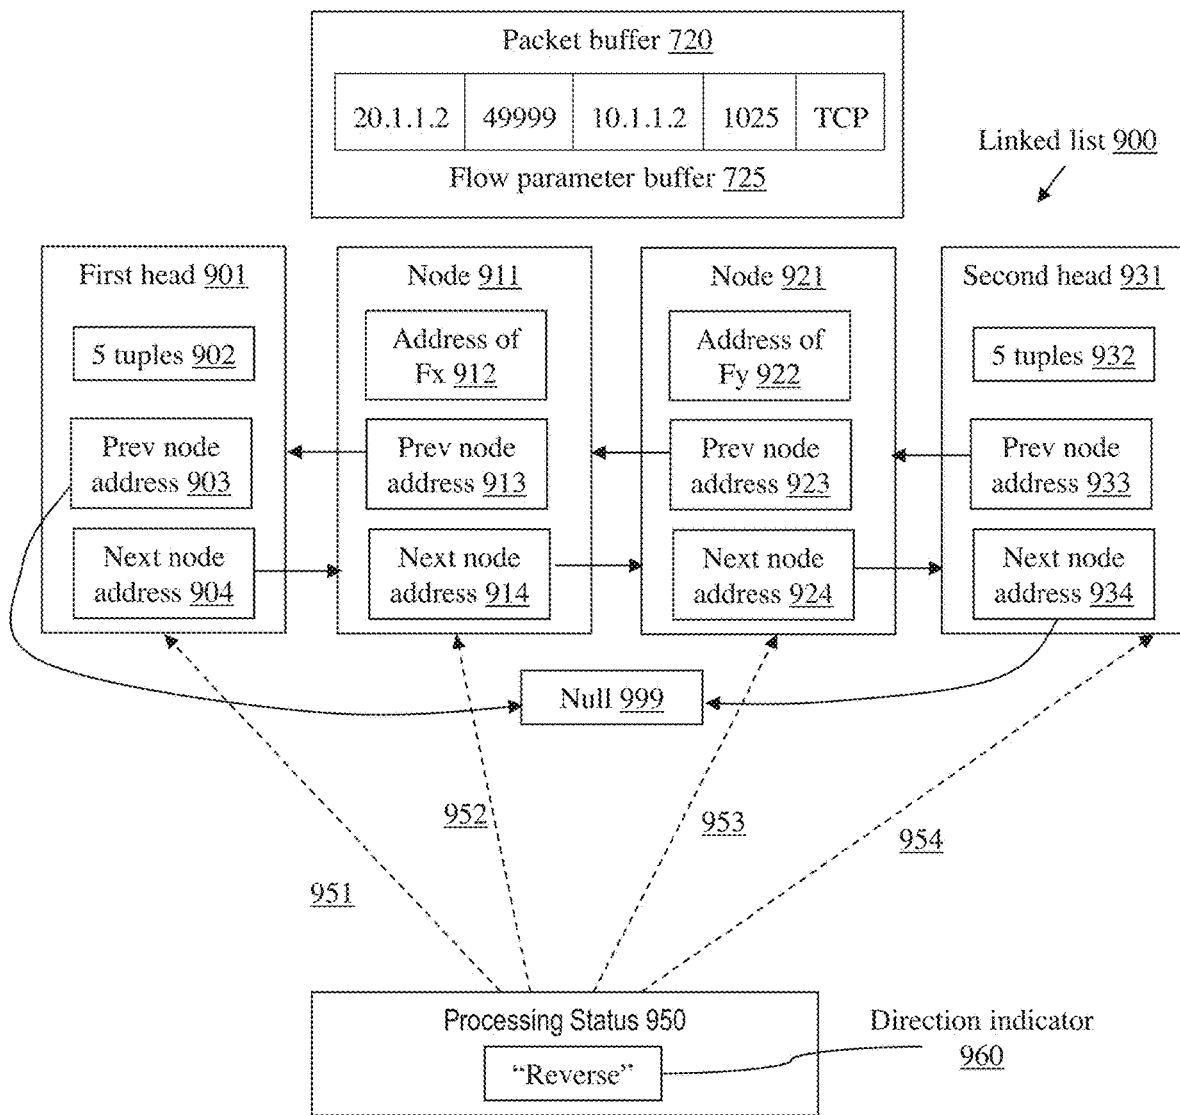 Packet buffer 720
20.1.1.2 49999 10.1.1.2 1025 TCP
Flow parameter buffer 725
Linked list 900
First head 901
5 tuples 902
Prev node
address 903
Next node
address 904
Node 911
Address of
Fx 912
Prev node
address 913
Next node
address 914
Node 921
Address of
Fy 922
Prev node
address 923
Next node
address 924
Second head 931
5 tuples 932
Prev node
address 933
Next node
address 934
Null 999
951
952
953
954
Processing Status 950
“Reverse”
Direction indicator
960